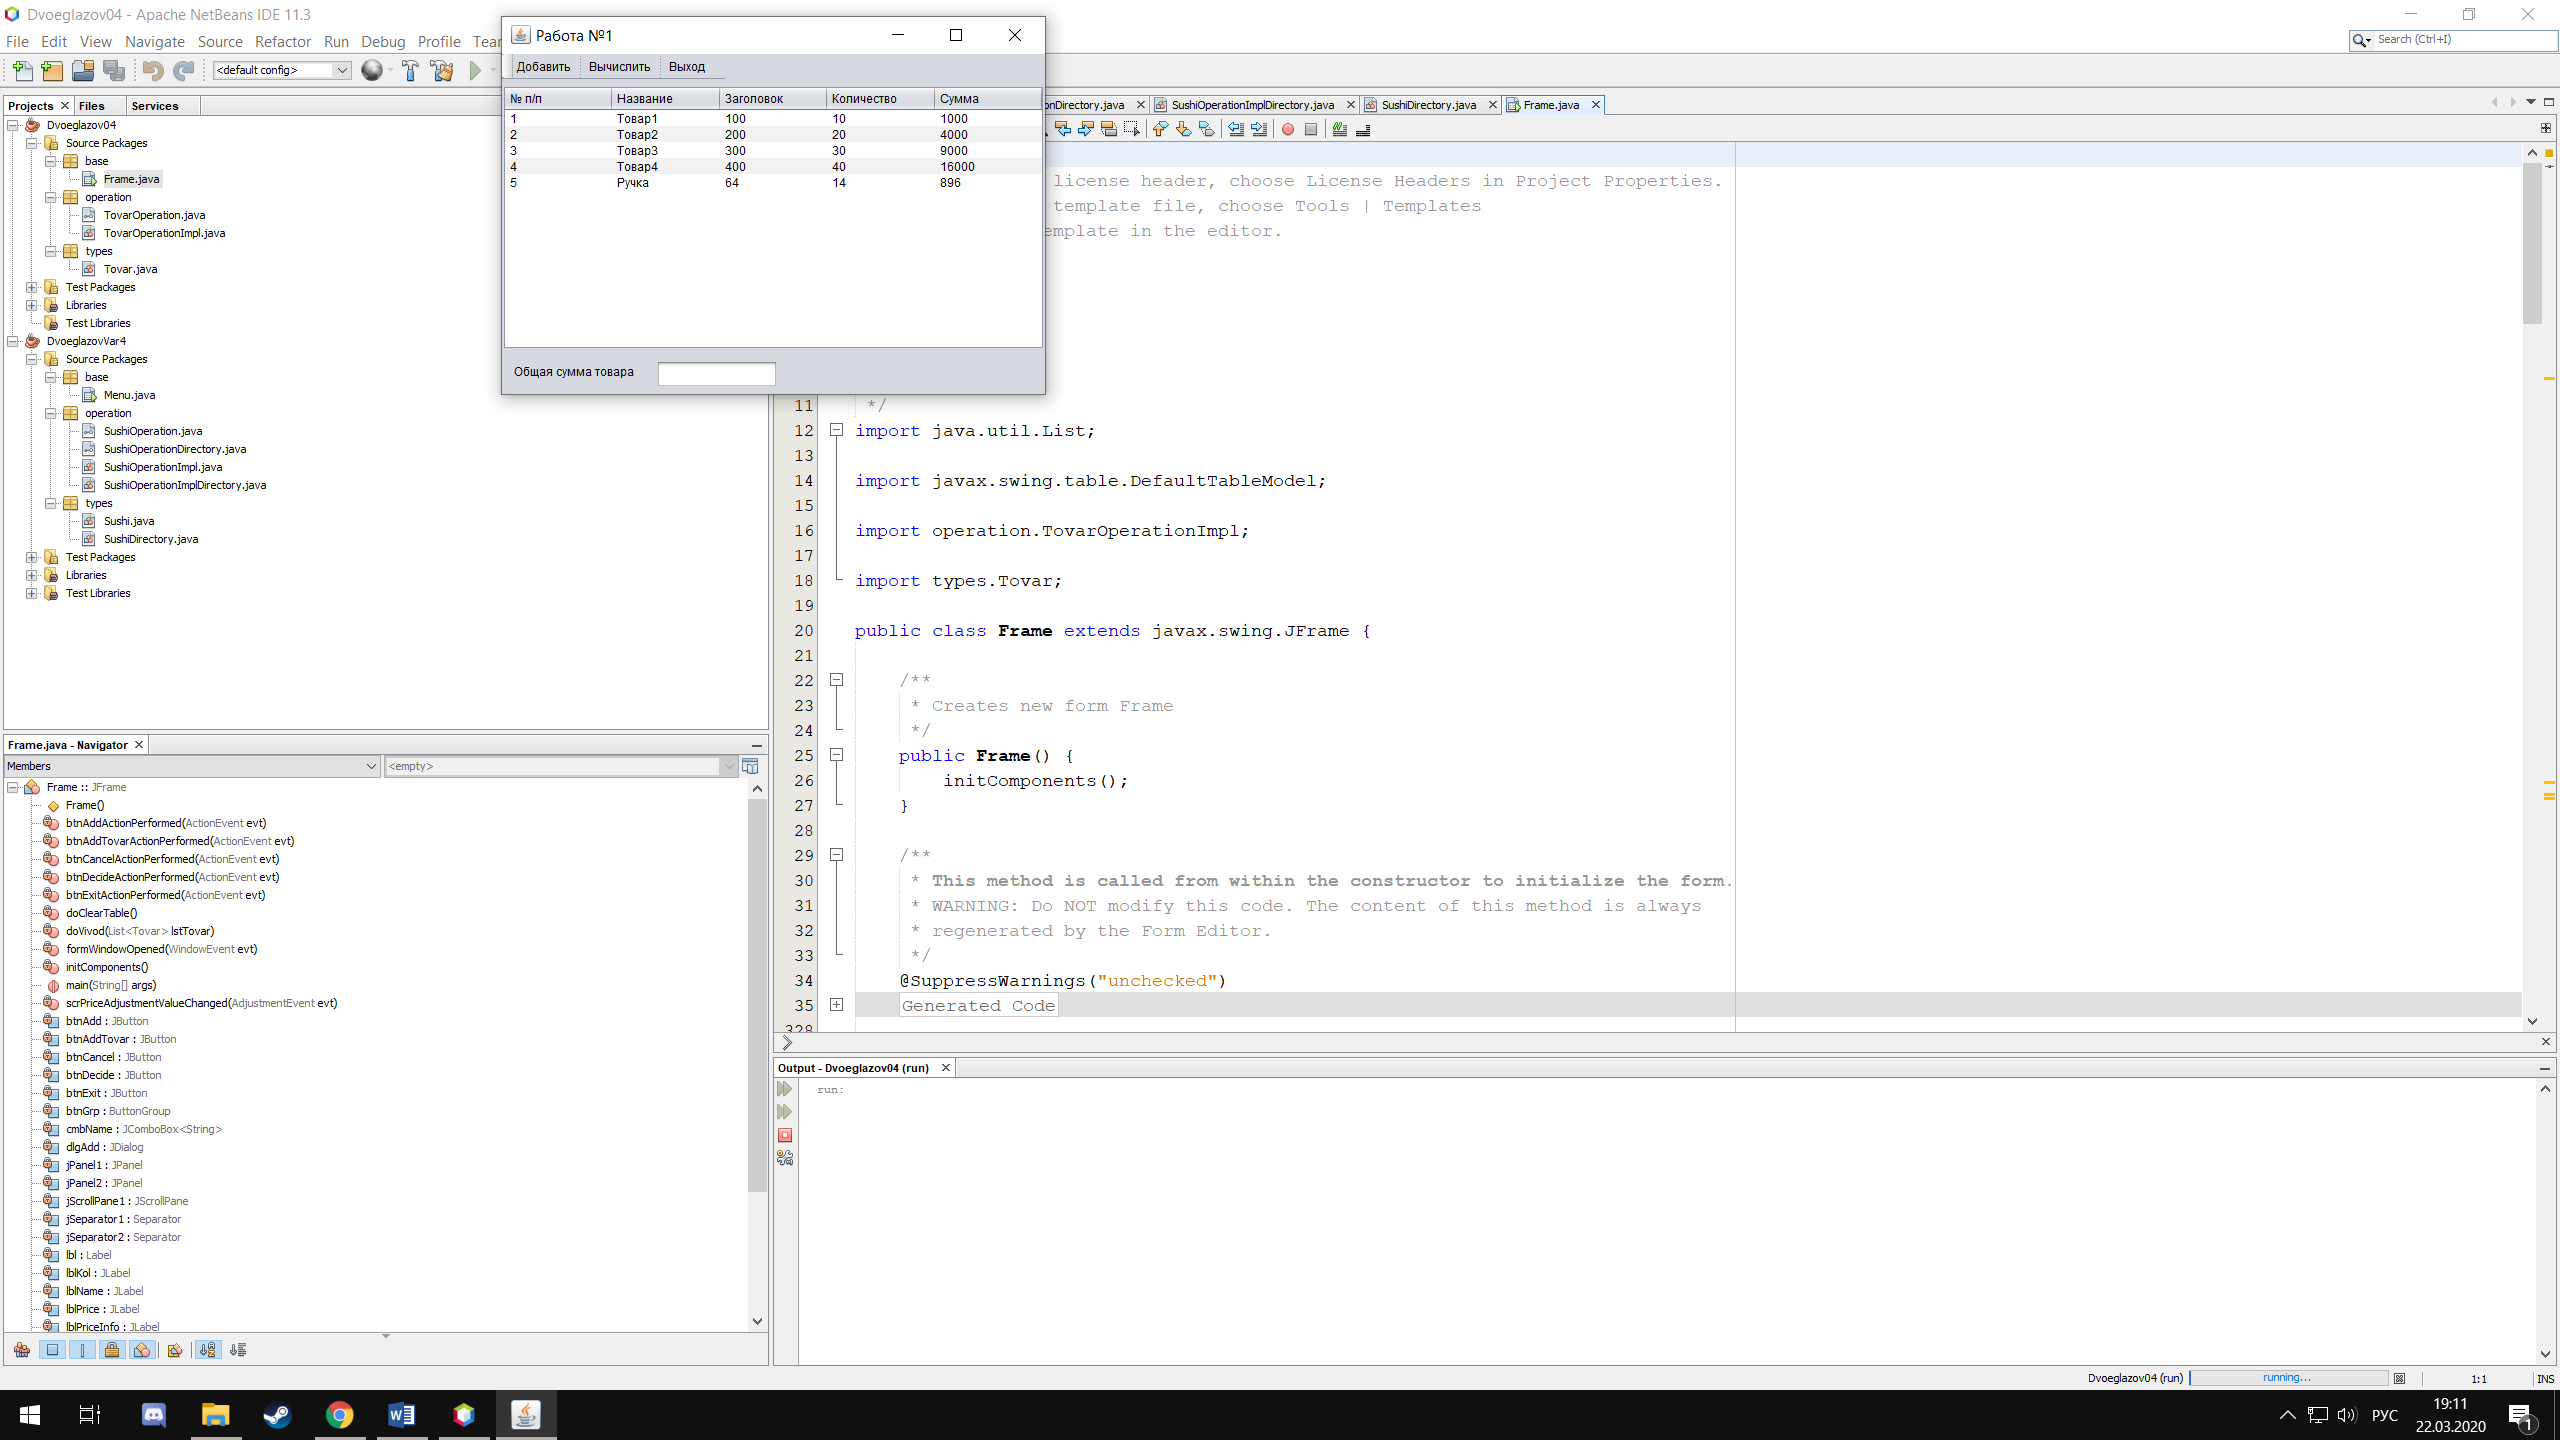 Dvoeglazov04 - Apache NetBeans IDE 11.3
File Edit View Navigate Source Refactor Run Debug Profile Tear
Search (Ctrl+I)
<default config>
Работа №1
Добавить Вычислить Выход
№ п/п Название Заголовок Количество Сумма
1 Товар1 100 10 1000
2 Товар2 200 20 4000
3 Товар3 300 30 9000
4 Товар4 400 40 16000
5 Ручка 64 14 896
Общая сумма товара
Projects Files Services
Dvoeglazov04
Source Packages
base
Frame.java
operation
TovarOperation.java
TovarOperationImpl.java
types
Tovar.java
Test Packages
Libraries
Test Libraries
DvoeglazovVar4
Source Packages
base
Menu.java
operation
SushiOperation.java
SushiOperationDirectory.java
SushiOperationImpl.java
SushiOperationImplDirectory.java
types
Sushi.java
SushiDirectory.java
Test Packages
Libraries
Test Libraries
onDirectory.java SushiOperationImplDirectory.java SushiDirectory.java Frame.java
license header, choose License Headers in Project Properties.
template file, choose Tools | Templates
emplate in the editor.
11 */
12 import java.util.List;
13
14 import javax.swing.table.DefaultTableModel;
15
16 import operation.TovarOperationImpl;
17
18 import types.Tovar;
19
20 public class Frame extends javax.swing.JFrame {
21
22 /**
23 * Creates new form Frame
24 */
25 public Frame() {
26 initComponents();
27 }
28
29 /**
30 * This method is called from within the constructor to initialize the form.
31 * WARNING: Do NOT modify this code. The content of this method is always
32 * regenerated by the Form Editor.
33 */
34 @SuppressWarnings("unchecked")
35 Generated Code
328
Frame.java - Navigator
Members <empty>
Frame :: JFrame
Frame()
btnAddActionPerformed(ActionEvent evt)
btnAddTovarActionPerformed(ActionEvent evt)
btnCancelActionPerformed(ActionEvent evt)
btnDecideActionPerformed(ActionEvent evt)
btnExitActionPerformed(ActionEvent evt)
doClearTable()
doVivod(List<Tovar> lstTovar)
formWindowOpened(WindowEvent evt)
initComponents()
main(String[] args)
scrPriceAdjustmentValueChanged(AdjustmentEvent evt)
btnAdd : JButton
btnAddTovar : JButton
btnCancel : JButton
btnDecide : JButton
btnExit : JButton
btnGrp : ButtonGroup
cmbName : JComboBox<String>
dlgAdd : JDialog
jPanel1 : JPanel
jPanel2 : JPanel
jScrollPane1 : JScrollPane
jSeparator1 : Separator
jSeparator2 : Separator
lbl : Label
lblKol : JLabel
lblName : JLabel
lblPrice : JLabel
lblPriceInfo : JLabel
Output - Dvoeglazov04 (run)
run:
Dvoeglazov04 (run) running... 1:1 INS
РУС
19:11
22.03.2020
1